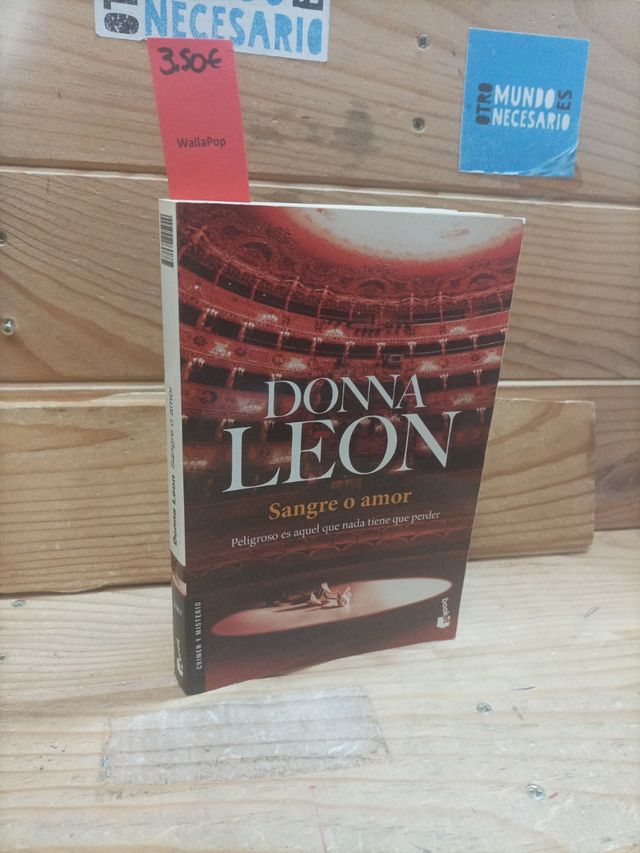 NECESARIO
3,50€
WallaPop
OTRO
MUNDO
ES
NECESARIO
DONNA
LEON
Sangre o amor
Peligroso es aquel que nada tiene que perder
booket
CRIMEN Y MISTERIO
Donna Leon Sangre o amor
booket